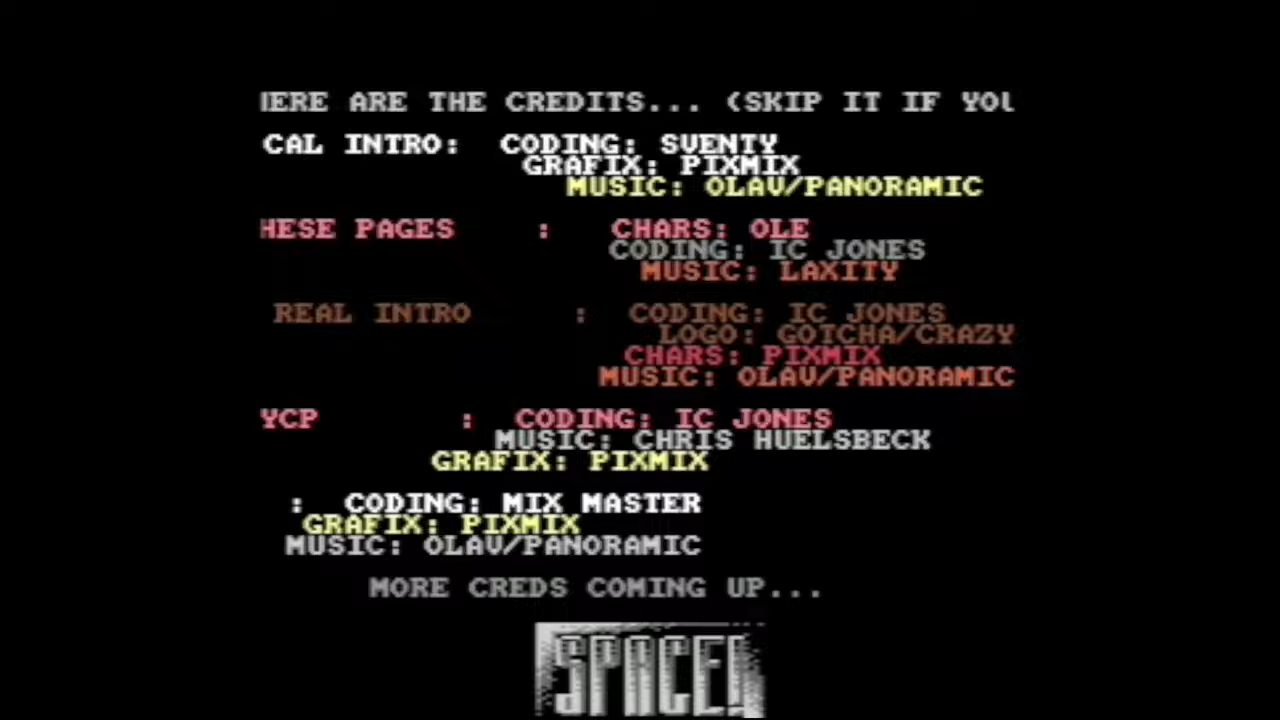 HERE ARE THE CREDITS... (SKIP IT IF YOU
CAL INTRO: CODING: SVENTY
GRAFIX: PIXMIX
MUSIC: OLAV/PANORAMIC
HESE PAGES : CHARS: OLE
CODING: IC JONES
MUSIC: LAXITY
REAL INTRO : CODING: IC JONES
LOGO: GOTCHA/CRAZY
CHARS: PIXMIX
MUSIC: OLAV/PANORAMIC
YCP : CODING: IC JONES
MUSIC: CHRIS HUELSBECK
GRAFIX: PIXMIX
: CODING: MIX MASTER
GRAFIX: PIXMIX
MUSIC: OLAV/PANORAMIC
MORE CREDS COMING UP...
SPACE!